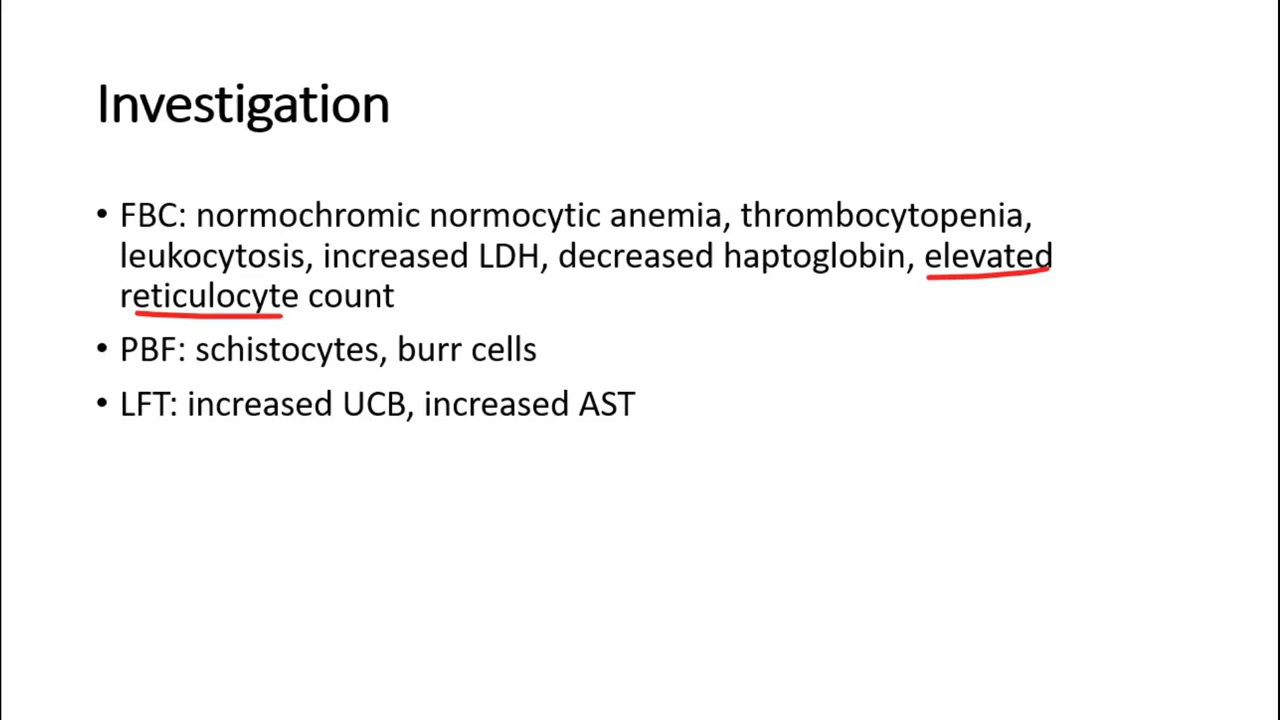 Investigation
• FBC: normochromic normocytic anemia, thrombocytopenia,
leukocytosis, increased LDH, decreased haptoglobin, elevated
reticulocyte count
• PBF: schistocytes, burr cells
• LFT: increased UCB, increased AST